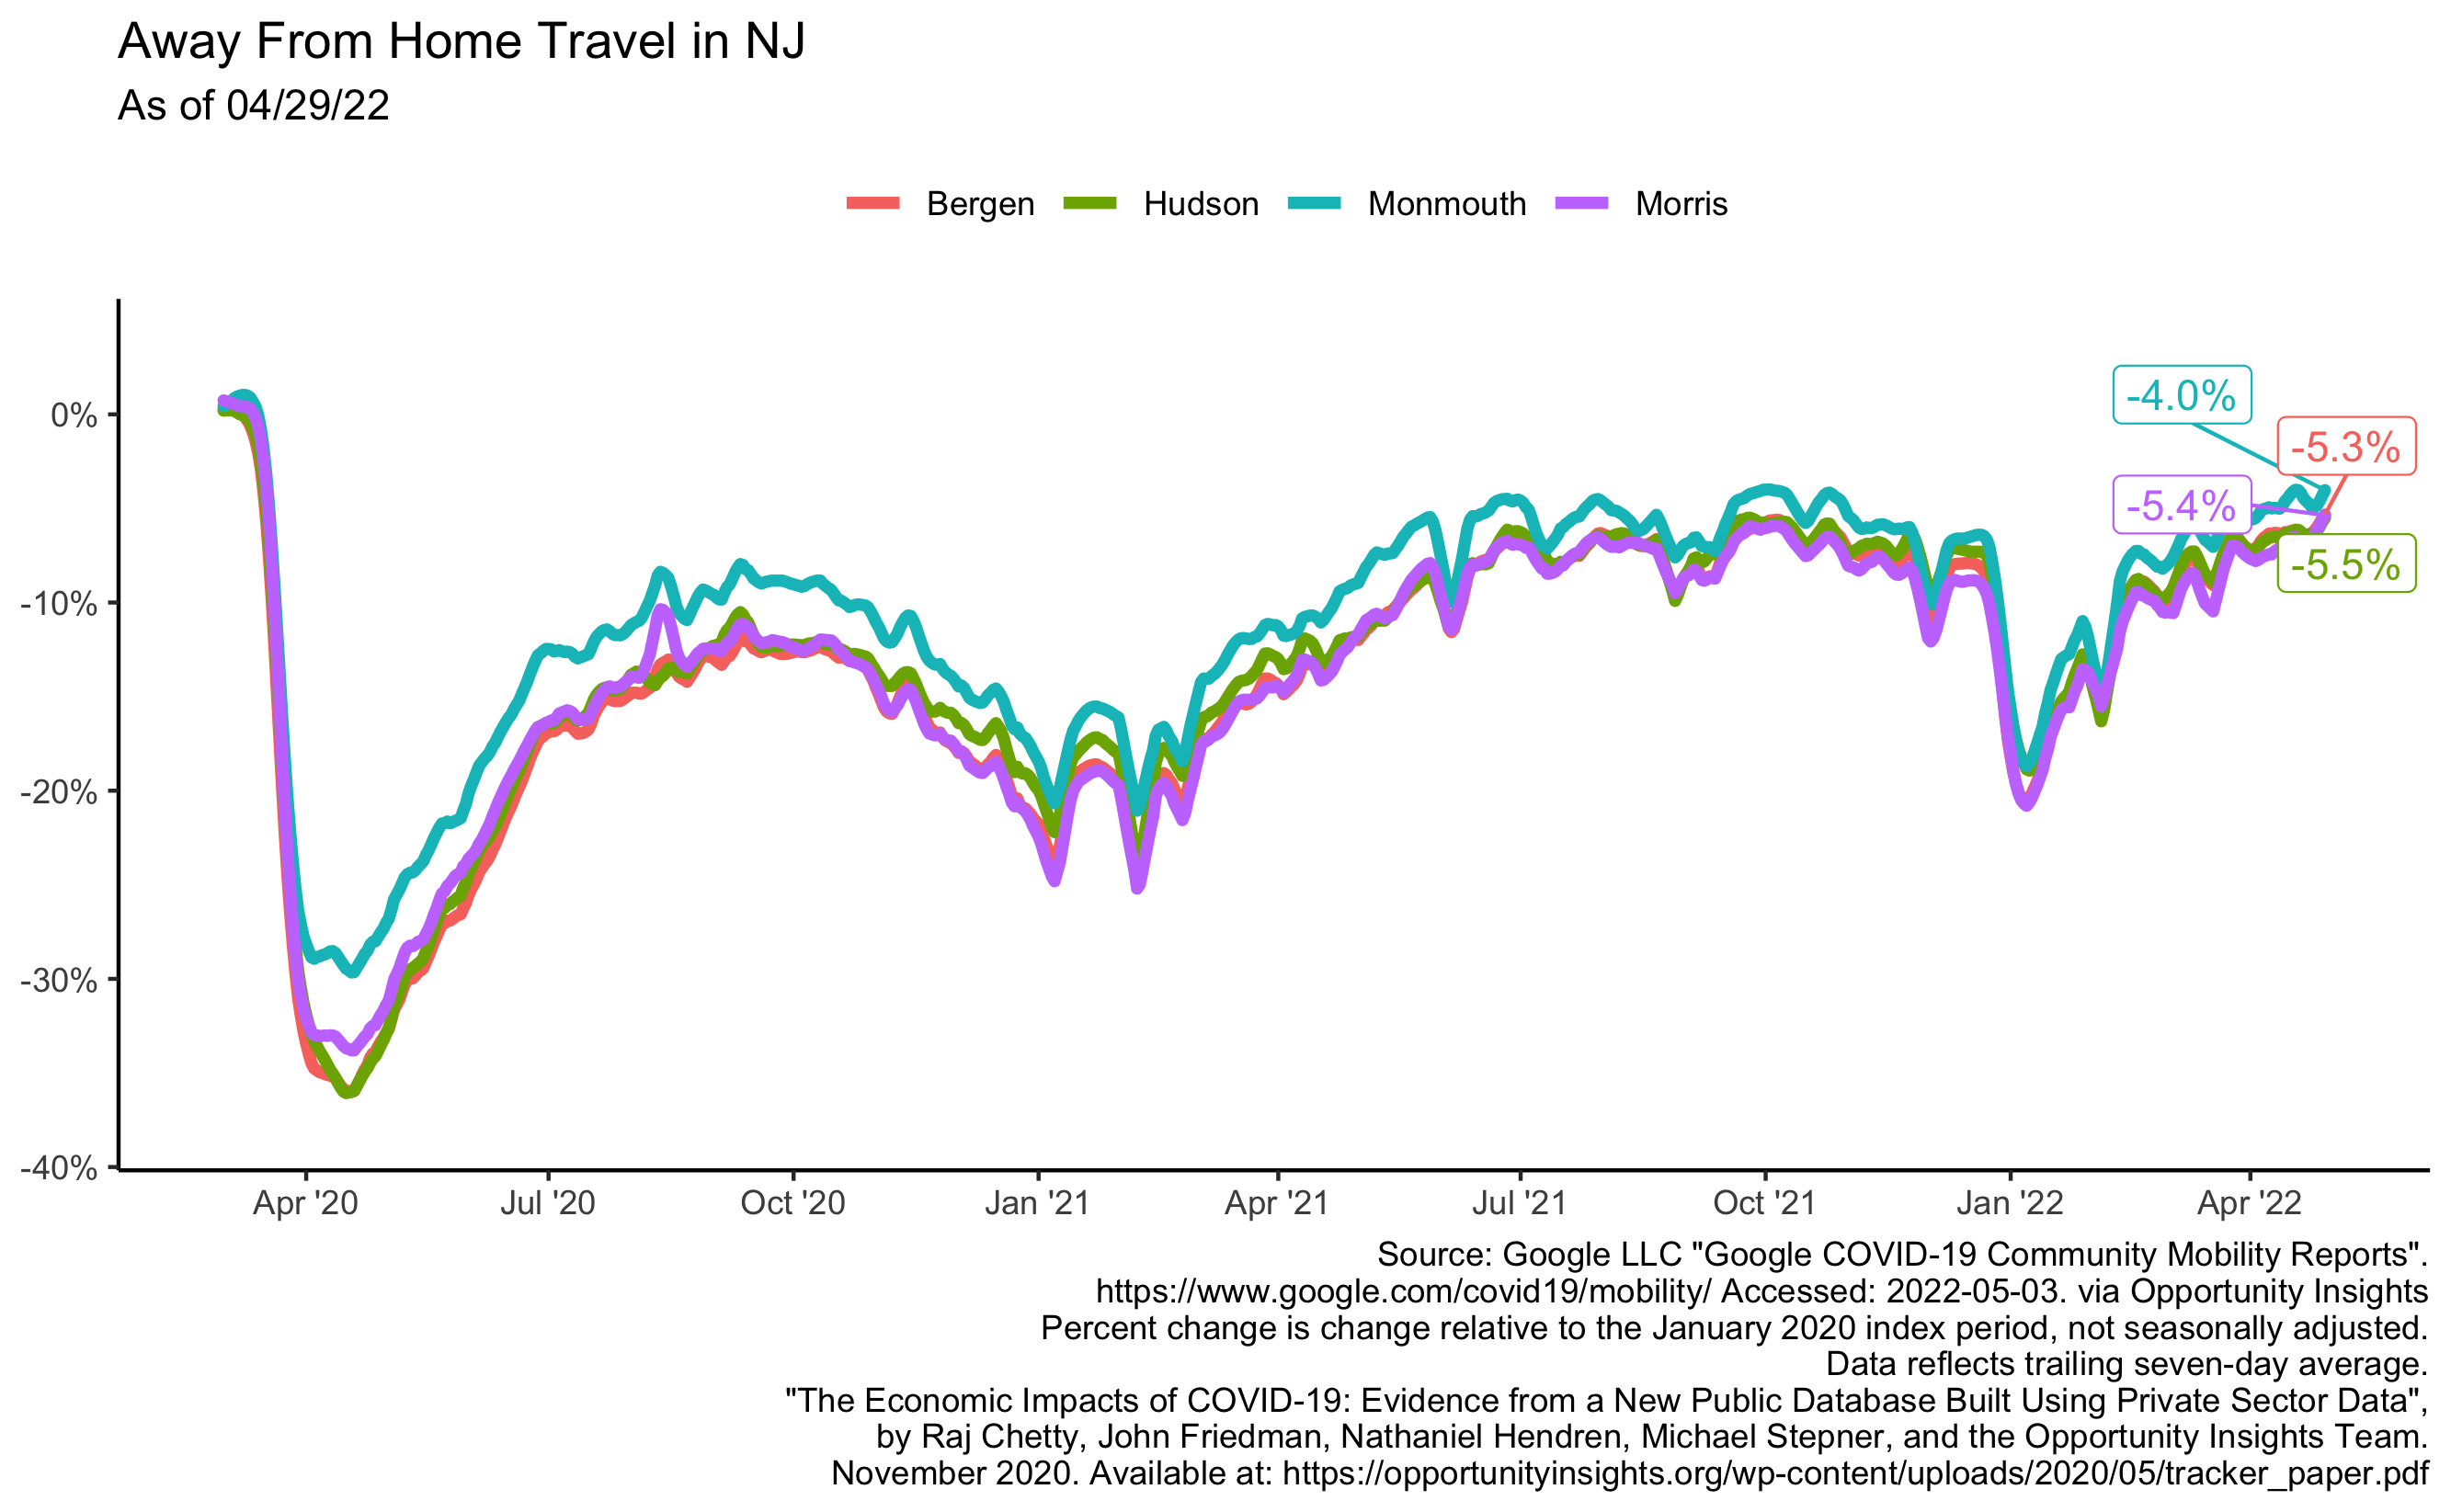 Away From Home Travel in NJ
As of 04/29/22
Bergen Hudson Monmouth Morris
0%
-10%
-20%
-30%
-40%
-4.0%
-5.3%
-5.4%
-5.5%
Apr '20 Jul '20 Oct '20 Jan '21 Apr '21 Jul '21 Oct '21 Jan '22 Apr '22
Source: Google LLC "Google COVID-19 Community Mobility Reports".
https://www.google.com/covid19/mobility/ Accessed: 2022-05-03. via Opportunity Insights
Percent change is change relative to the January 2020 index period, not seasonally adjusted.
Data reflects trailing seven-day average.
"The Economic Impacts of COVID-19: Evidence from a New Public Database Built Using Private Sector Data",
by Raj Chetty, John Friedman, Nathaniel Hendren, Michael Stepner, and the Opportunity Insights Team.
November 2020. Available at: https://opportunityinsights.org/wp-content/uploads/2020/05/tracker_paper.pdf